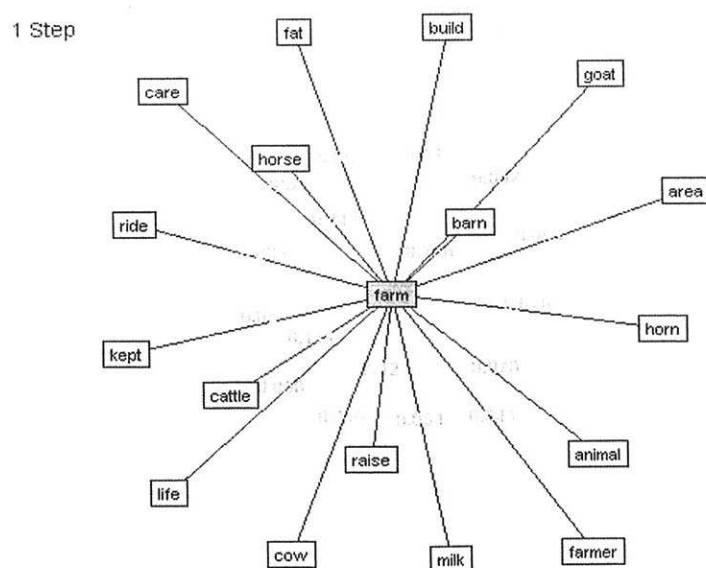 1 Step
fat
build
goat
care
horse
area
barn
ride
farm
horn
kept
cattle
animal
raise
life
farmer
cow
milk